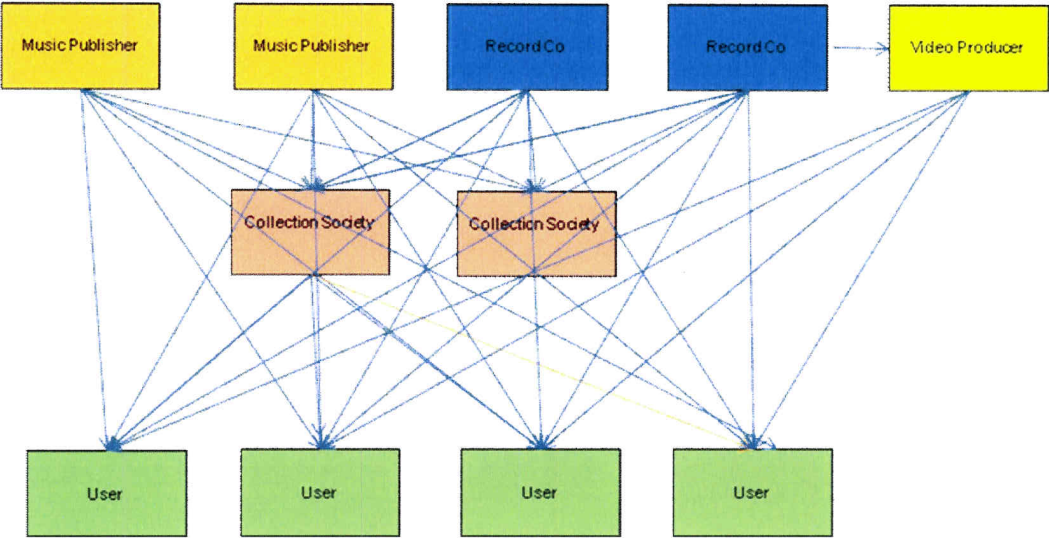 Music Publisher
Music Publisher
Record Co
Record Co
Video Producer
Collection Society
Collection Society
User
User
User
User